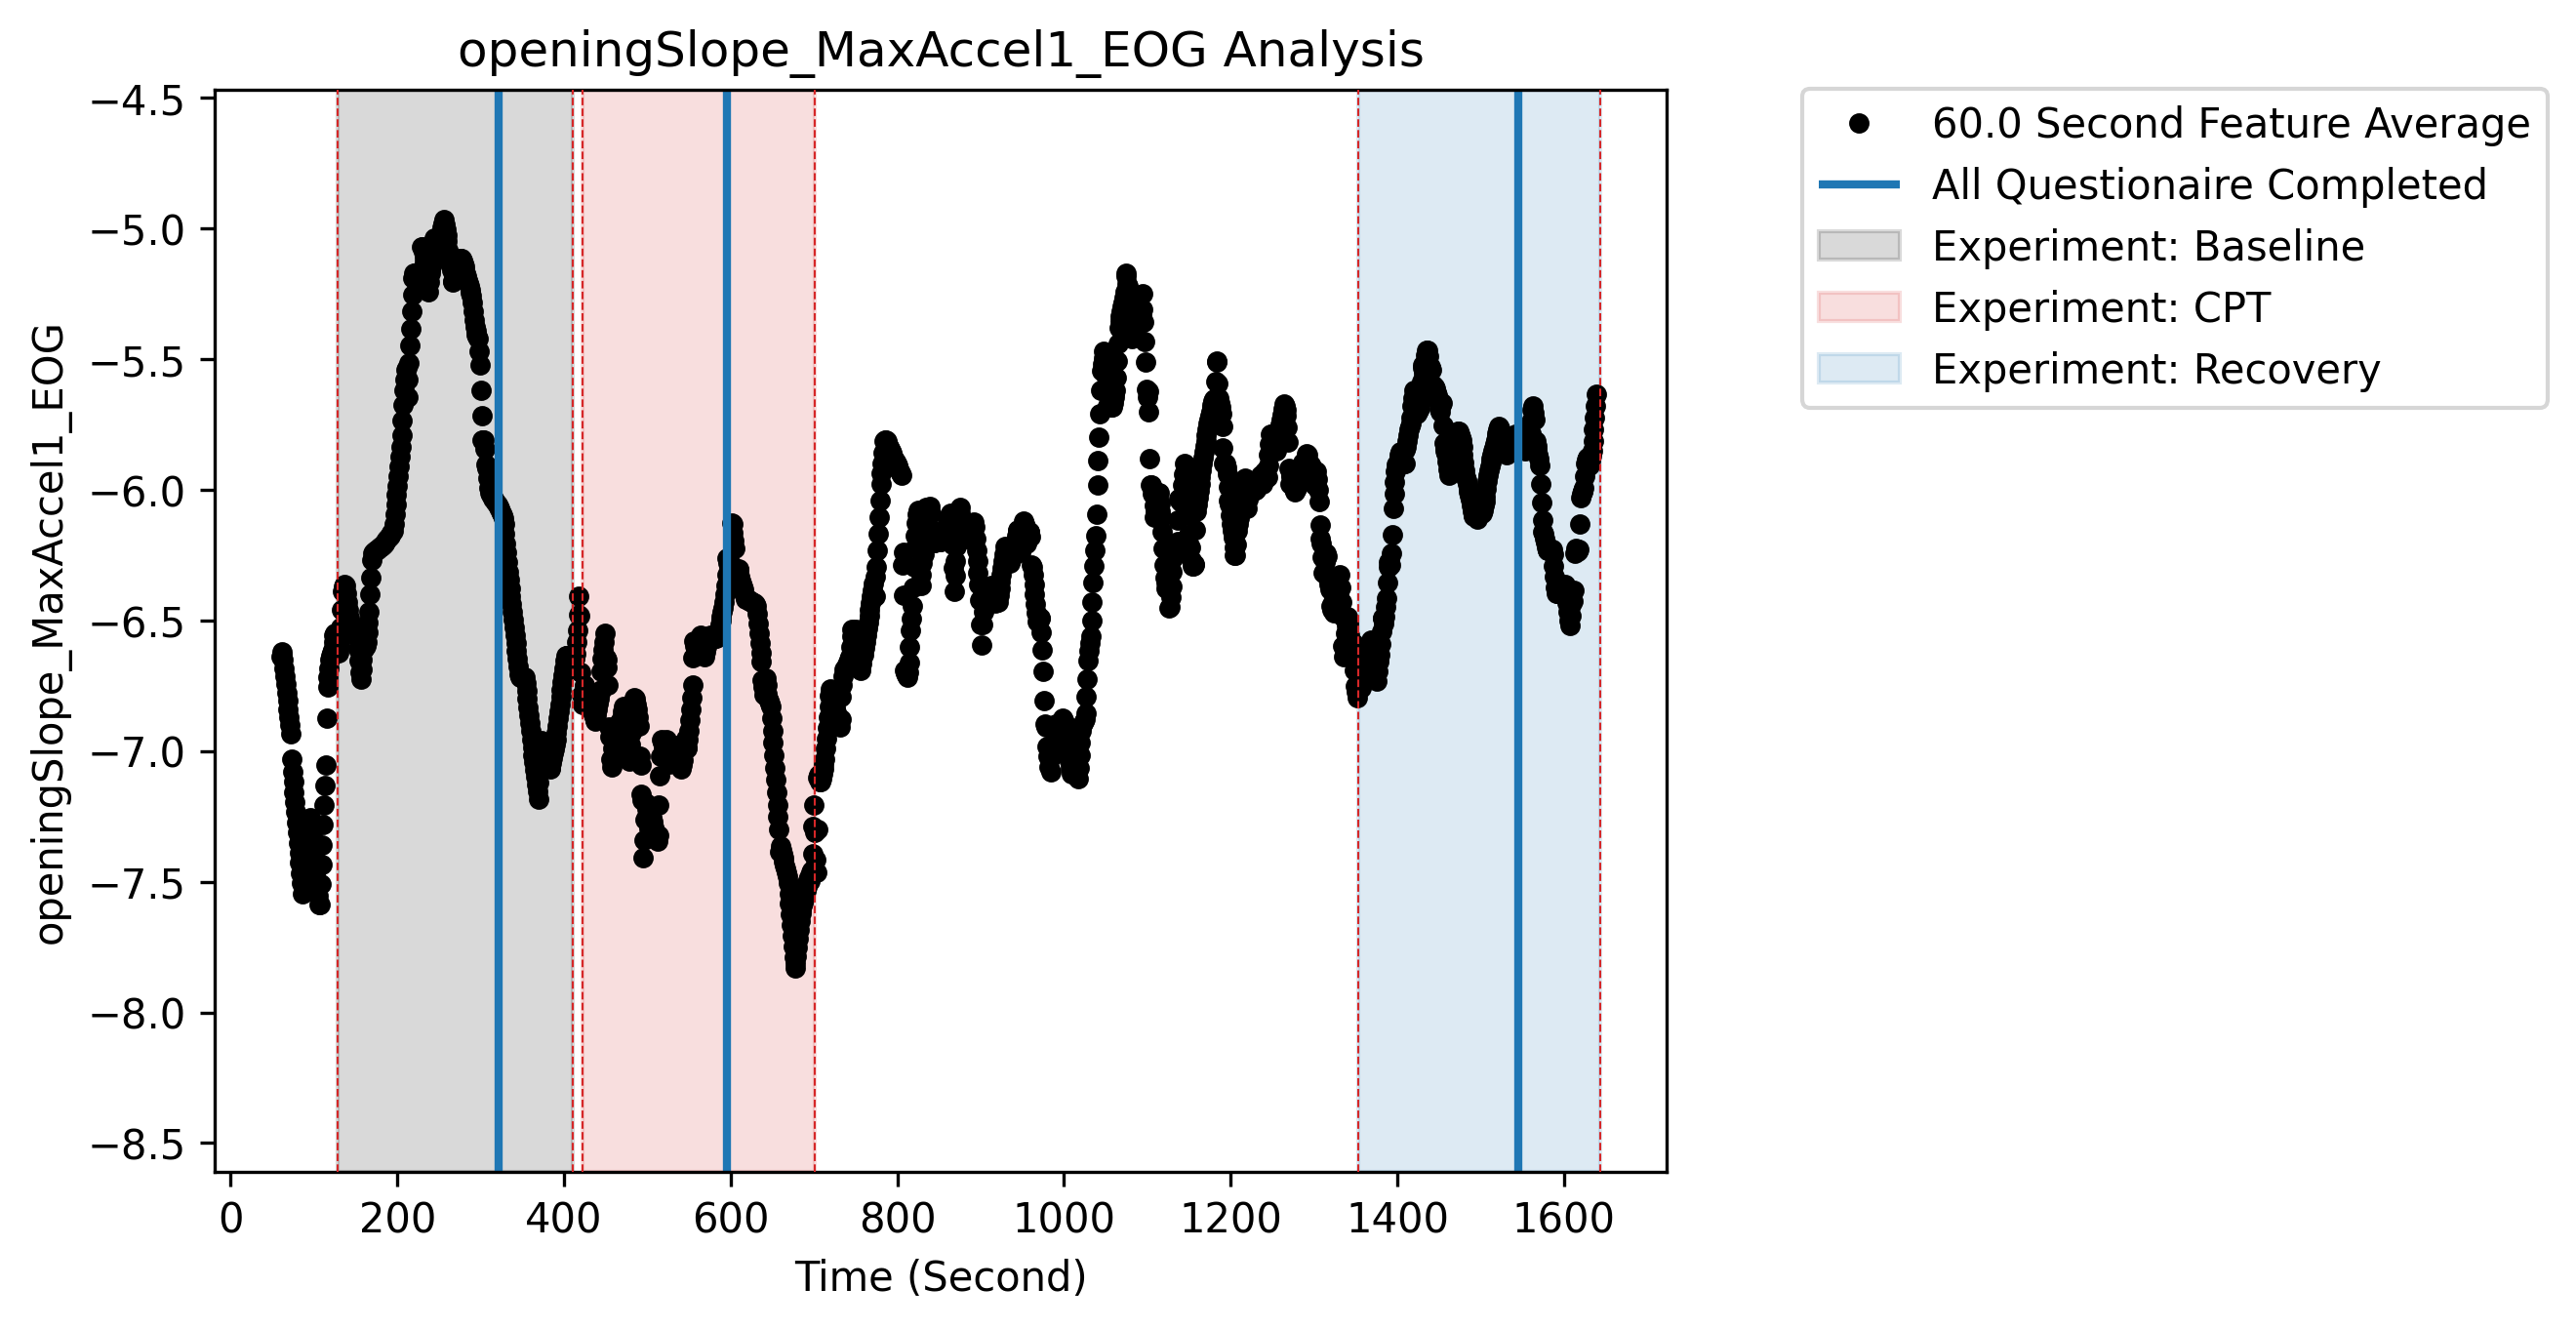 openingSlope_MaxAccel1_EOG Analysis
−4.5
−5.0
−5.5
−6.0
−6.5
−7.0
−7.5
−8.0
−8.5
openingSlope_MaxAccel1_EOG
0 200 400 600 800 1000 1200 1400 1600
Time (Second)
60.0 Second Feature Average
All Questionaire Completed
Experiment: Baseline
Experiment: CPT
Experiment: Recovery